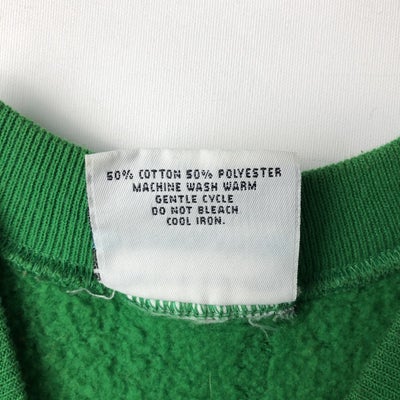 50% COTTON 50% POLYESTER
MACHINE WASH WARM
GENTLE CYCLE
DO NOT BLEACH
COOL IRON.